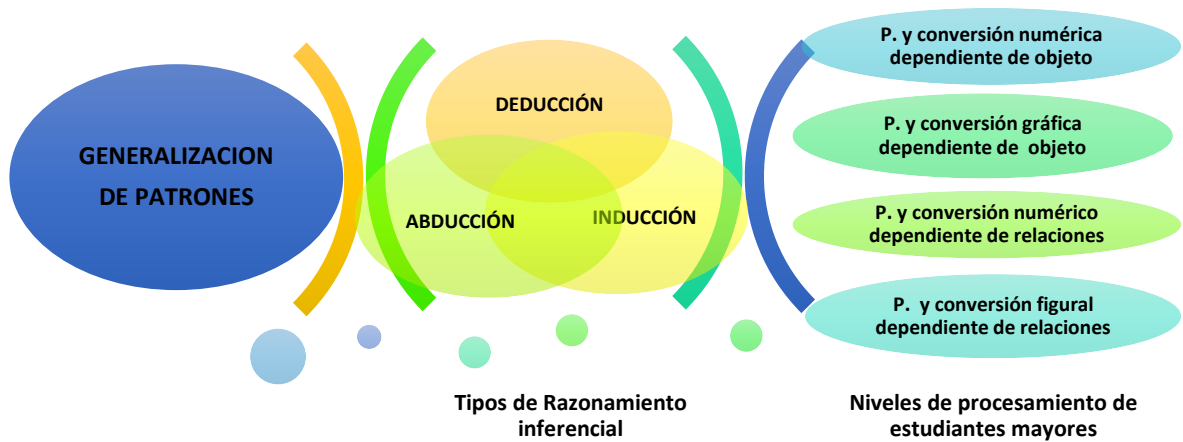 GENERALIZACION
DE PATRONES
DEDUCCIÓN
ABDUCCIÓN
INDUCCIÓN
P. y conversión numérica
dependiente de objeto
P. y conversión gráfica
dependiente de objeto
P. y conversión numérico
dependiente de relaciones
P. y conversión figural
dependiente de relaciones
Tipos de Razonamiento
inferencial
Niveles de procesamiento de
estudiantes mayores